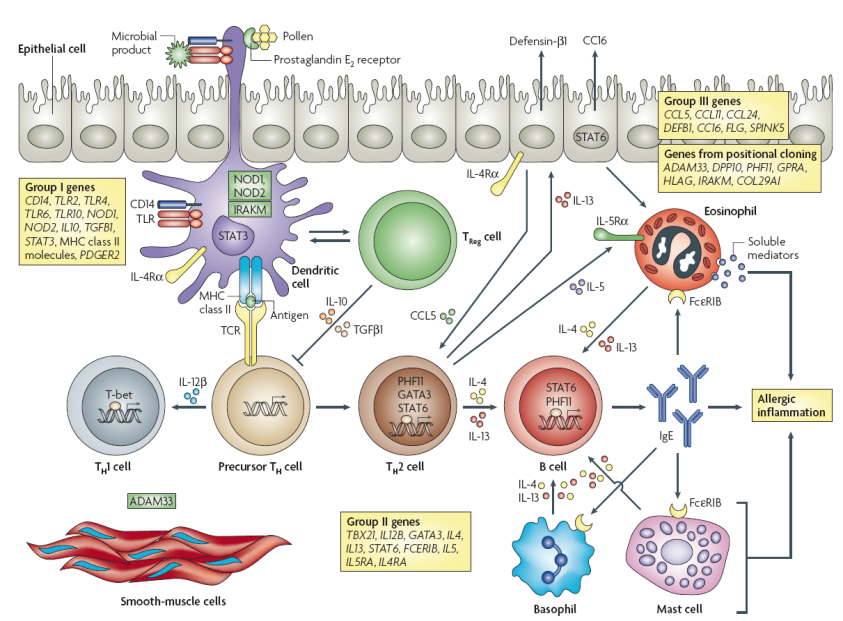 Microbial
product
Pollen
Prostaglandin E2 receptor
Epithelial cell
Defensin-β1
CC16
STAT6
Group III genes
CCL5, CCL11, CCL24,
DEFB1, CC16, FLG, SPINK5
Genes from positional cloning
ADAM33, DPP10, PHF11, GPRA,
HLAG, IRAKM, COL29A1
Group I genes
CD14, TLR2, TLR4,
TLR6, TLR10, NOD1,
NOD2, IL10, TGFB1,
STAT3, MHC class II
molecules, PDGER2
CD14
TLR
NOD1,
NOD2
IRAKM
STAT3
IL-4Rα
Dendritic
cell
TReg cell
IL-4Rα
IL-13
IL-5Rα
Eosinophil
Soluble
mediators
FcεRIB
MHC
class II
Antigen
TCR
IL-10
TGFβ1
CCL5
IL-5
IL-4
IL-13
IL-12β
T-bet
TH1 cell
Precursor TH cell
PHF11
GATA3
STAT6
TH2 cell
IL-4
IL-13
STAT6
PHF11
B cell
IgE
Allergic
inflammation
ADAM33
Smooth-muscle cells
Group II genes
TBX21, IL12B, GATA3, IL4,
IL13, STAT6, FCERIB, IL5,
IL5RA, IL4RA
IL-4
IL-13
Basophil
FcεRIB
Mast cell